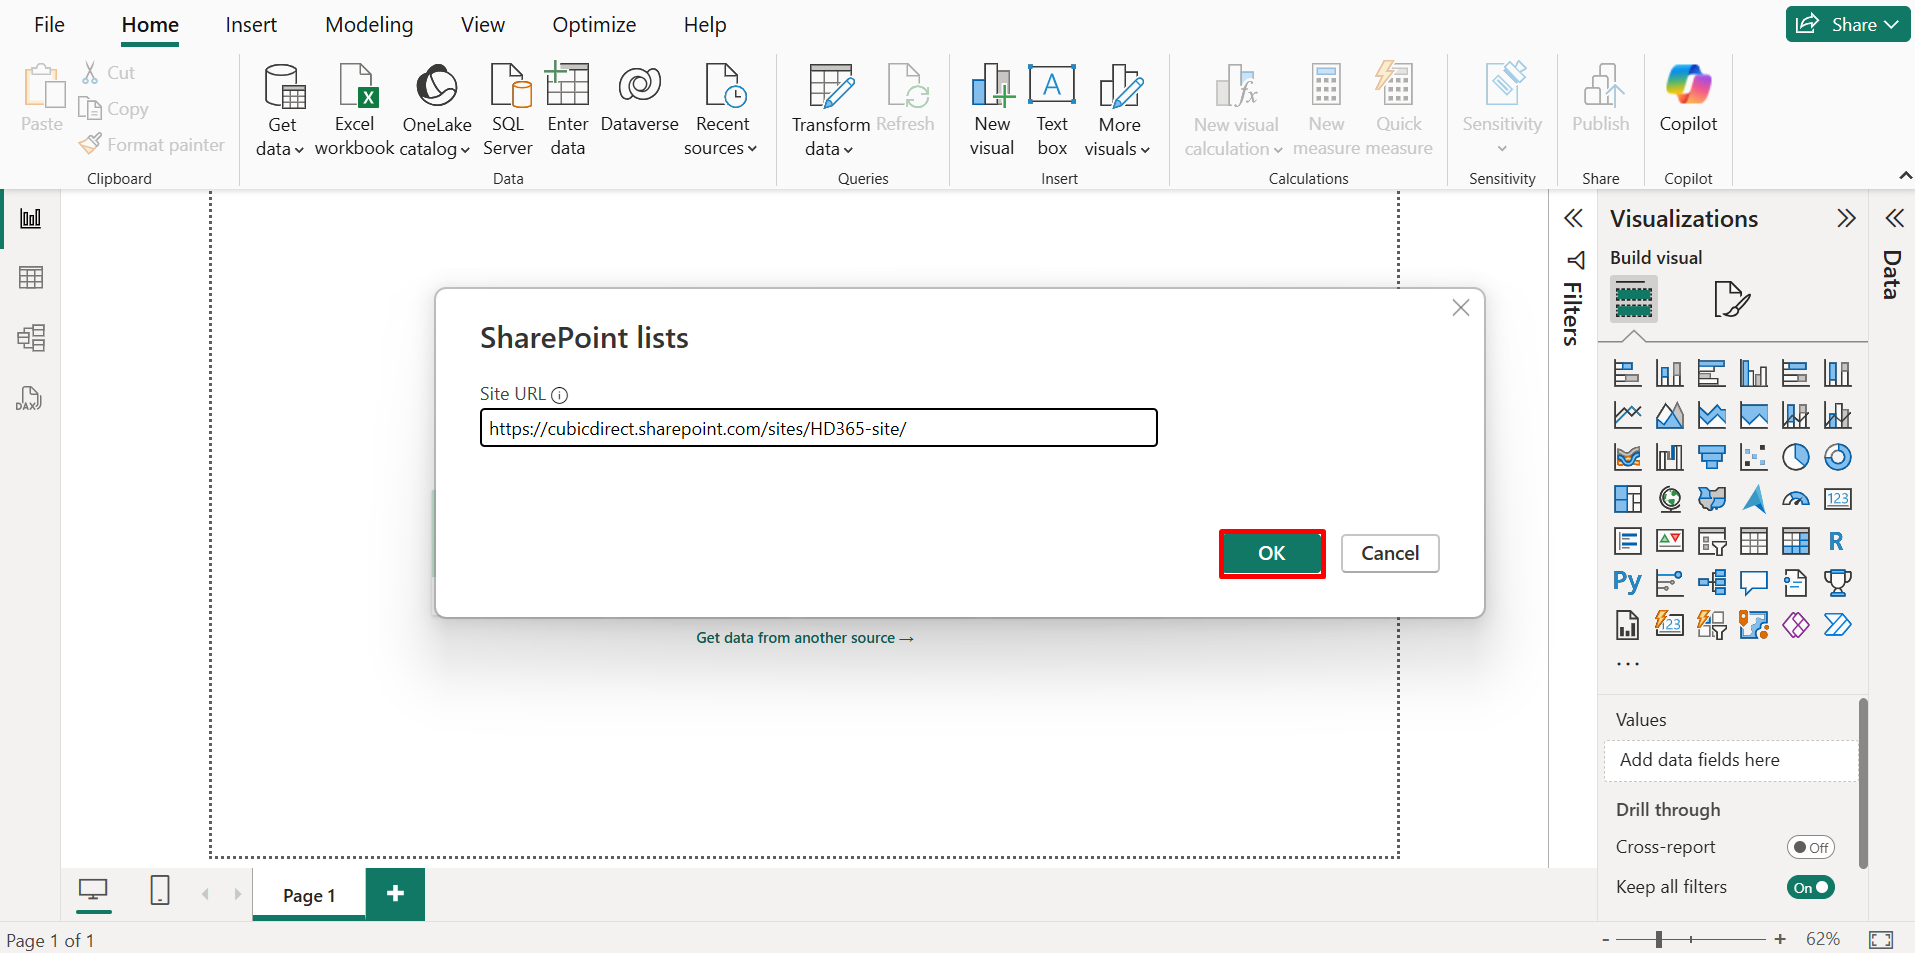 File
Home
Insert
Modeling
View
Optimize
Help
Share
Paste
Cut
Copy
Format painter
Clipboard
Get
data
Excel
workbook
OneLake
catalog
SQL
Server
Enter
data
Dataverse
Recent
sources
Data
Transform
data
Refresh
Queries
New
visual
Text
box
More
visuals
Insert
New visual
calculation
New
measure
Quick
measure
Calculations
Sensitivity
Sensitivity
Publish
Share
Copilot
Copilot
DAX
SharePoint lists
Site URL
https://cubicdirect.sharepoint.com/sites/HD365-site/
OK
Cancel
Get data from another source →
Filters
Visualizations
Build visual
123
R
Py
123
...
Values
Add data fields here
Drill through
Cross-report
Off
Keep all filters
On
Data
Page 1
+
Page 1 of 1
-
+
62%